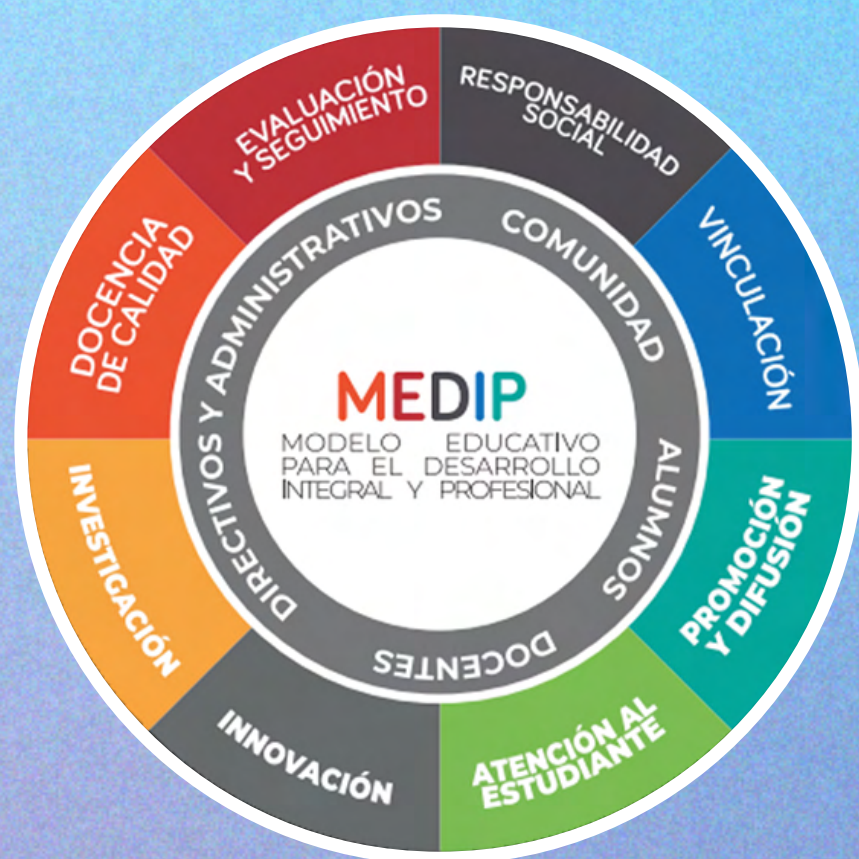 EVALUACIÓN
Y SEGUIMIENTO
RESPONSABILIDAD
SOCIAL
VINCULACIÓN
PROMOCIÓN
Y DIFUSIÓN
ATENCIÓN AL
ESTUDIANTE
INNOVACIÓN
INVESTIGACIÓN
DOCENCIA
DE CALIDAD
DIRECTIVOS Y ADMINISTRATIVOS
COMUNIDAD
ALUMNOS
DOCENTES
MEDIP
MODELO EDUCATIVO
PARA EL DESARROLLO
INTEGRAL Y PROFESIONAL